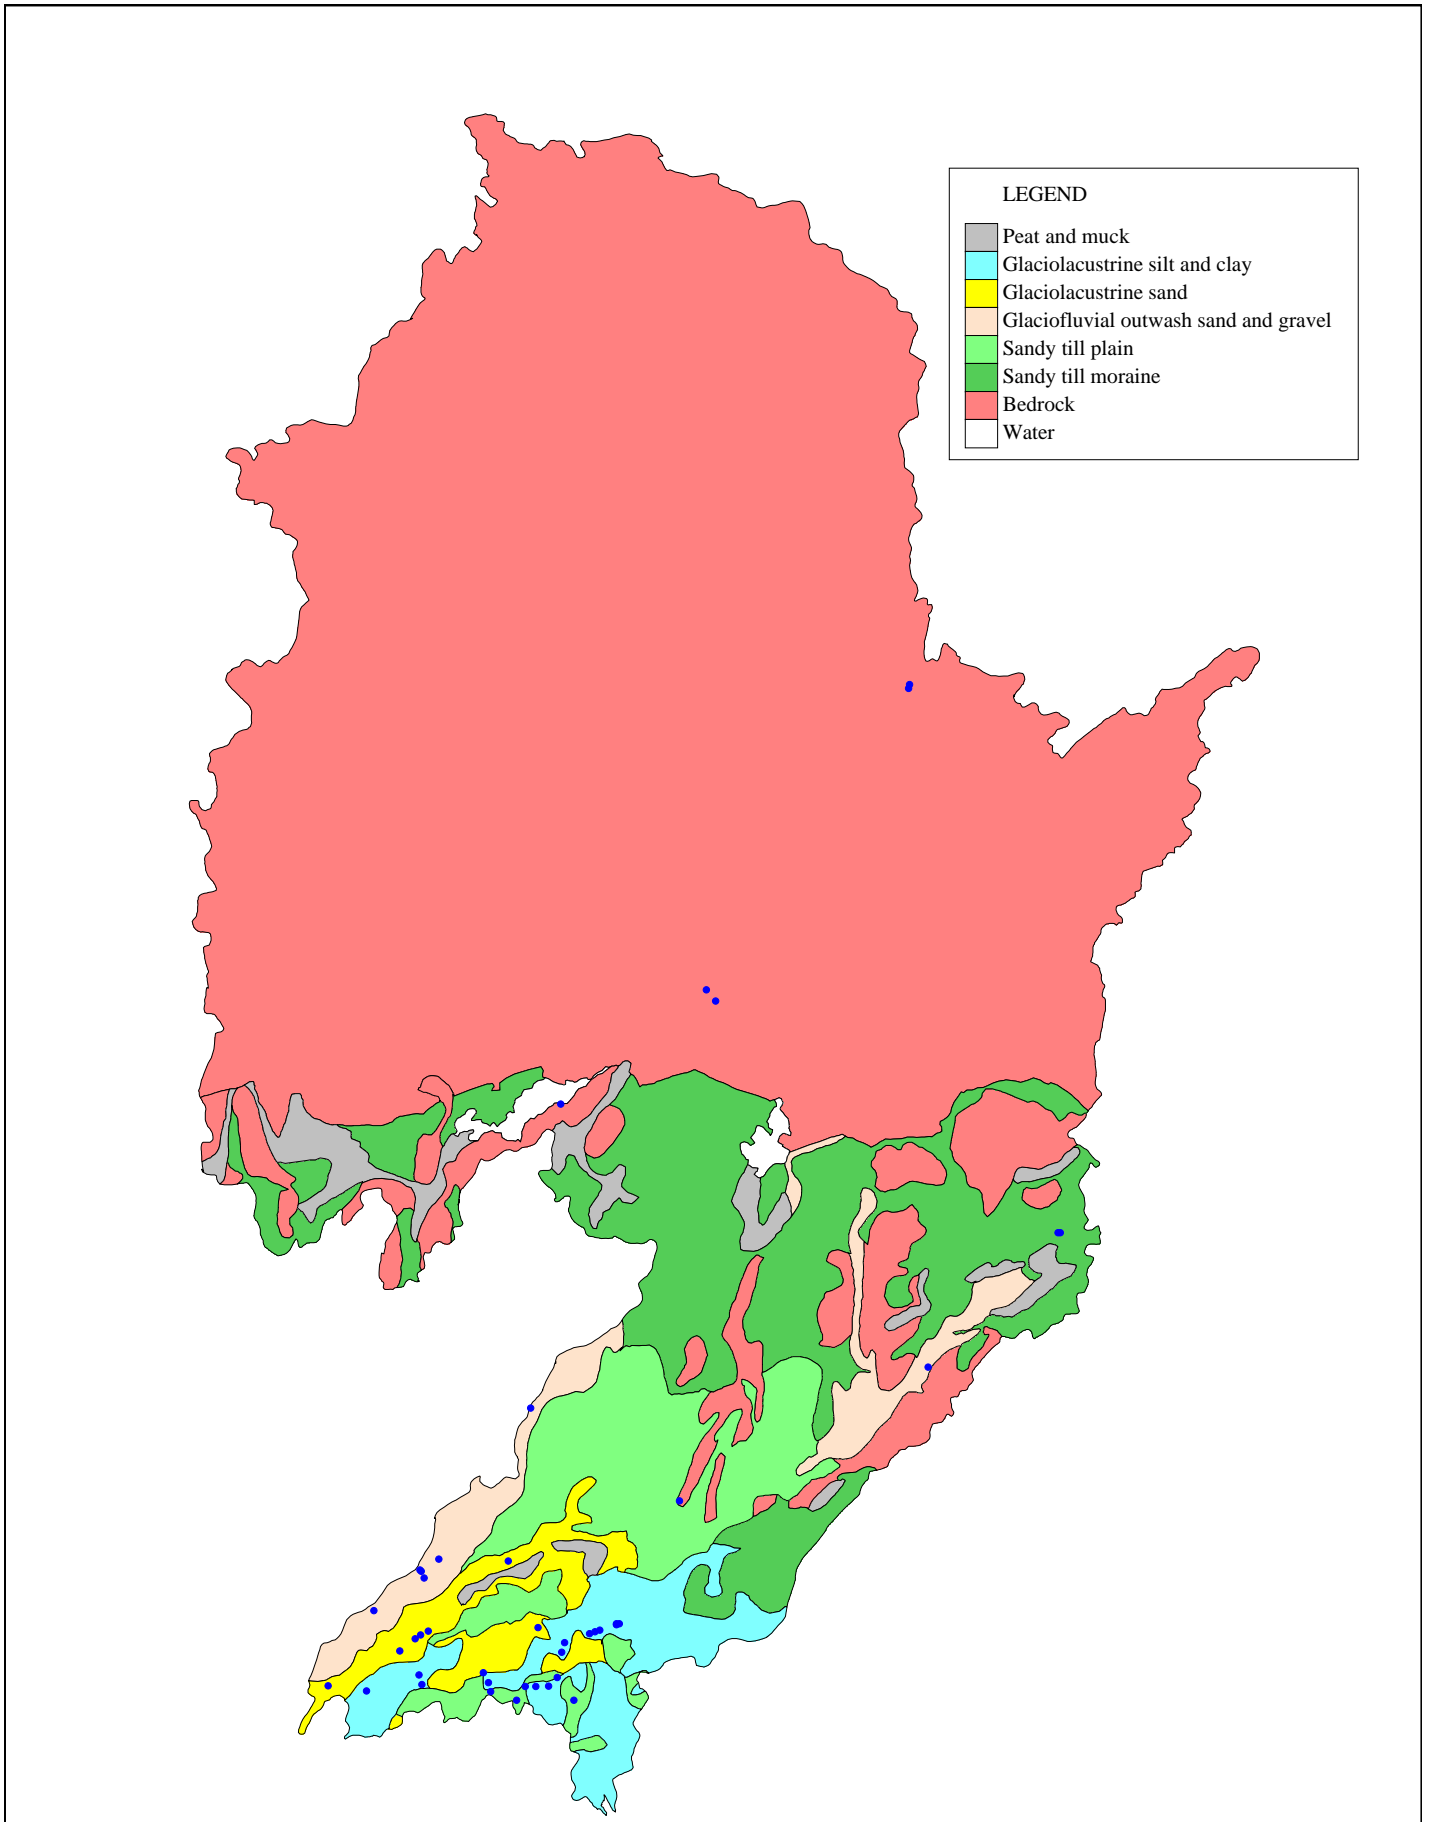 LEGEND
Peat and muck
Glaciolacustrine silt and clay
Glaciolacustrine sand
Glaciofluvial outwash sand and gravel
Sandy till plain
Sandy till moraine
Bedrock
Water